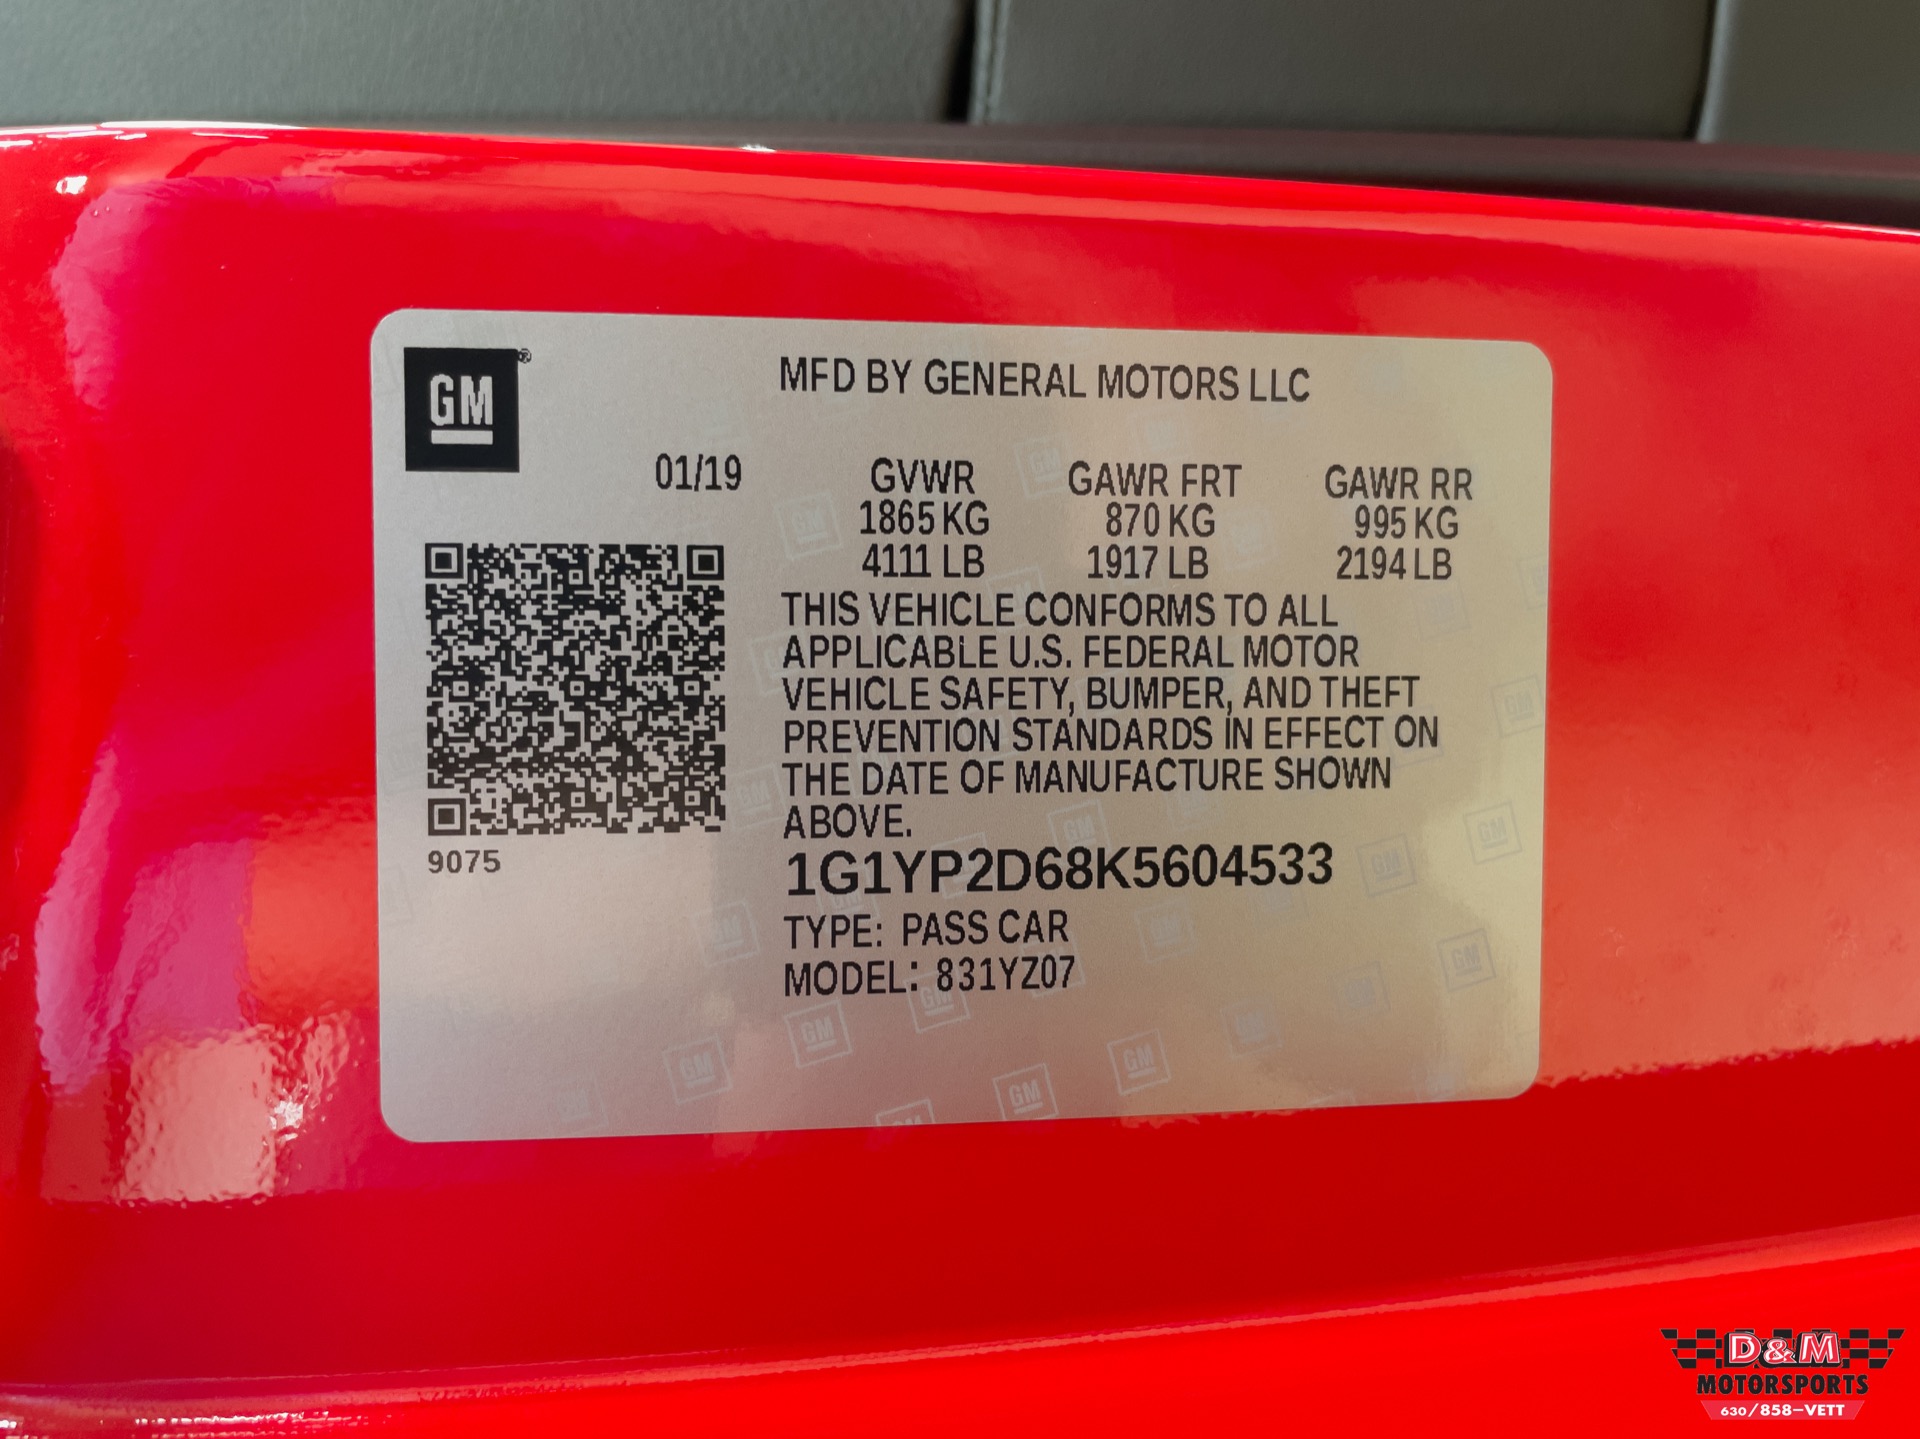 GM
MFD BY GENERAL MOTORS LLC
01/19
GVWR GAWR FRT GAWR RR
1865 KG 870 KG 995 KG
4111 LB 1917 LB 2194 LB
THIS VEHICLE CONFORMS TO ALL
APPLICABLE U.S. FEDERAL MOTOR
VEHICLE SAFETY, BUMPER, AND THEFT
PREVENTION STANDARDS IN EFFECT ON
THE DATE OF MANUFACTURE SHOWN
ABOVE.
9075
1G1YP2D68K5604533
TYPE: PASS CAR
MODEL: 831YZ07
D&M
MOTORSPORTS
630/858-VETT